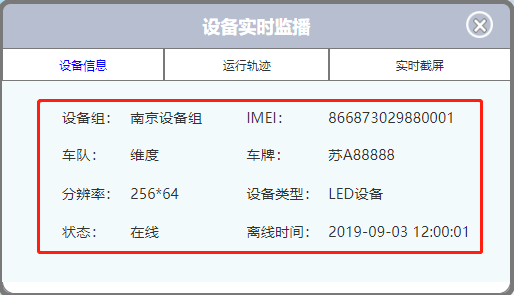 设备实时监播
设备信息 运行轨迹 实时截屏
设备组： 南京设备组 IMEI： 866873029880001
车队： 维度 车牌： 苏A88888
分辨率： 256*64 设备类型： LED设备
状态： 在线 离线时间： 2019-09-03 12:00:01